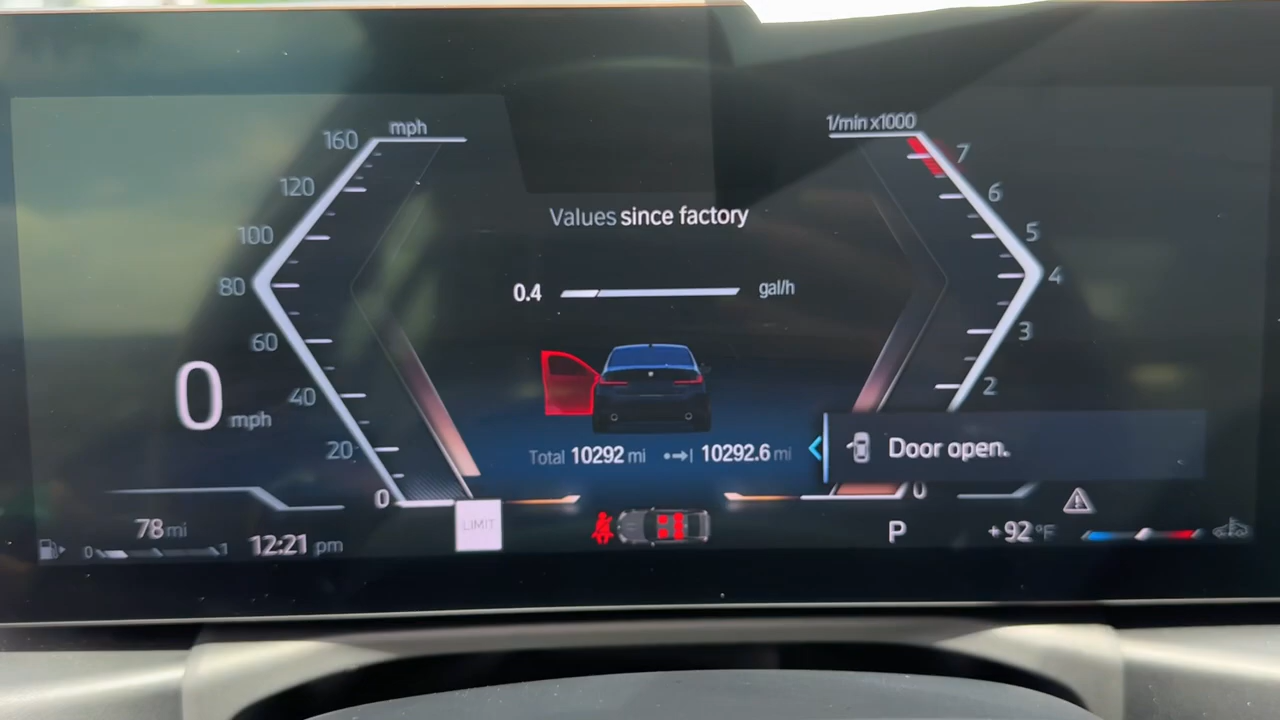 mph
160
120
100
80
60
40
20
0
0 mph
1/min x1000
7
6
5
4
3
2
0
Values since factory
0.4 gal/h
Total 10292 mi 10292.6 mi
Door open.
LIMIT
78 mi
0 1
12:21 pm
P
+92 °F